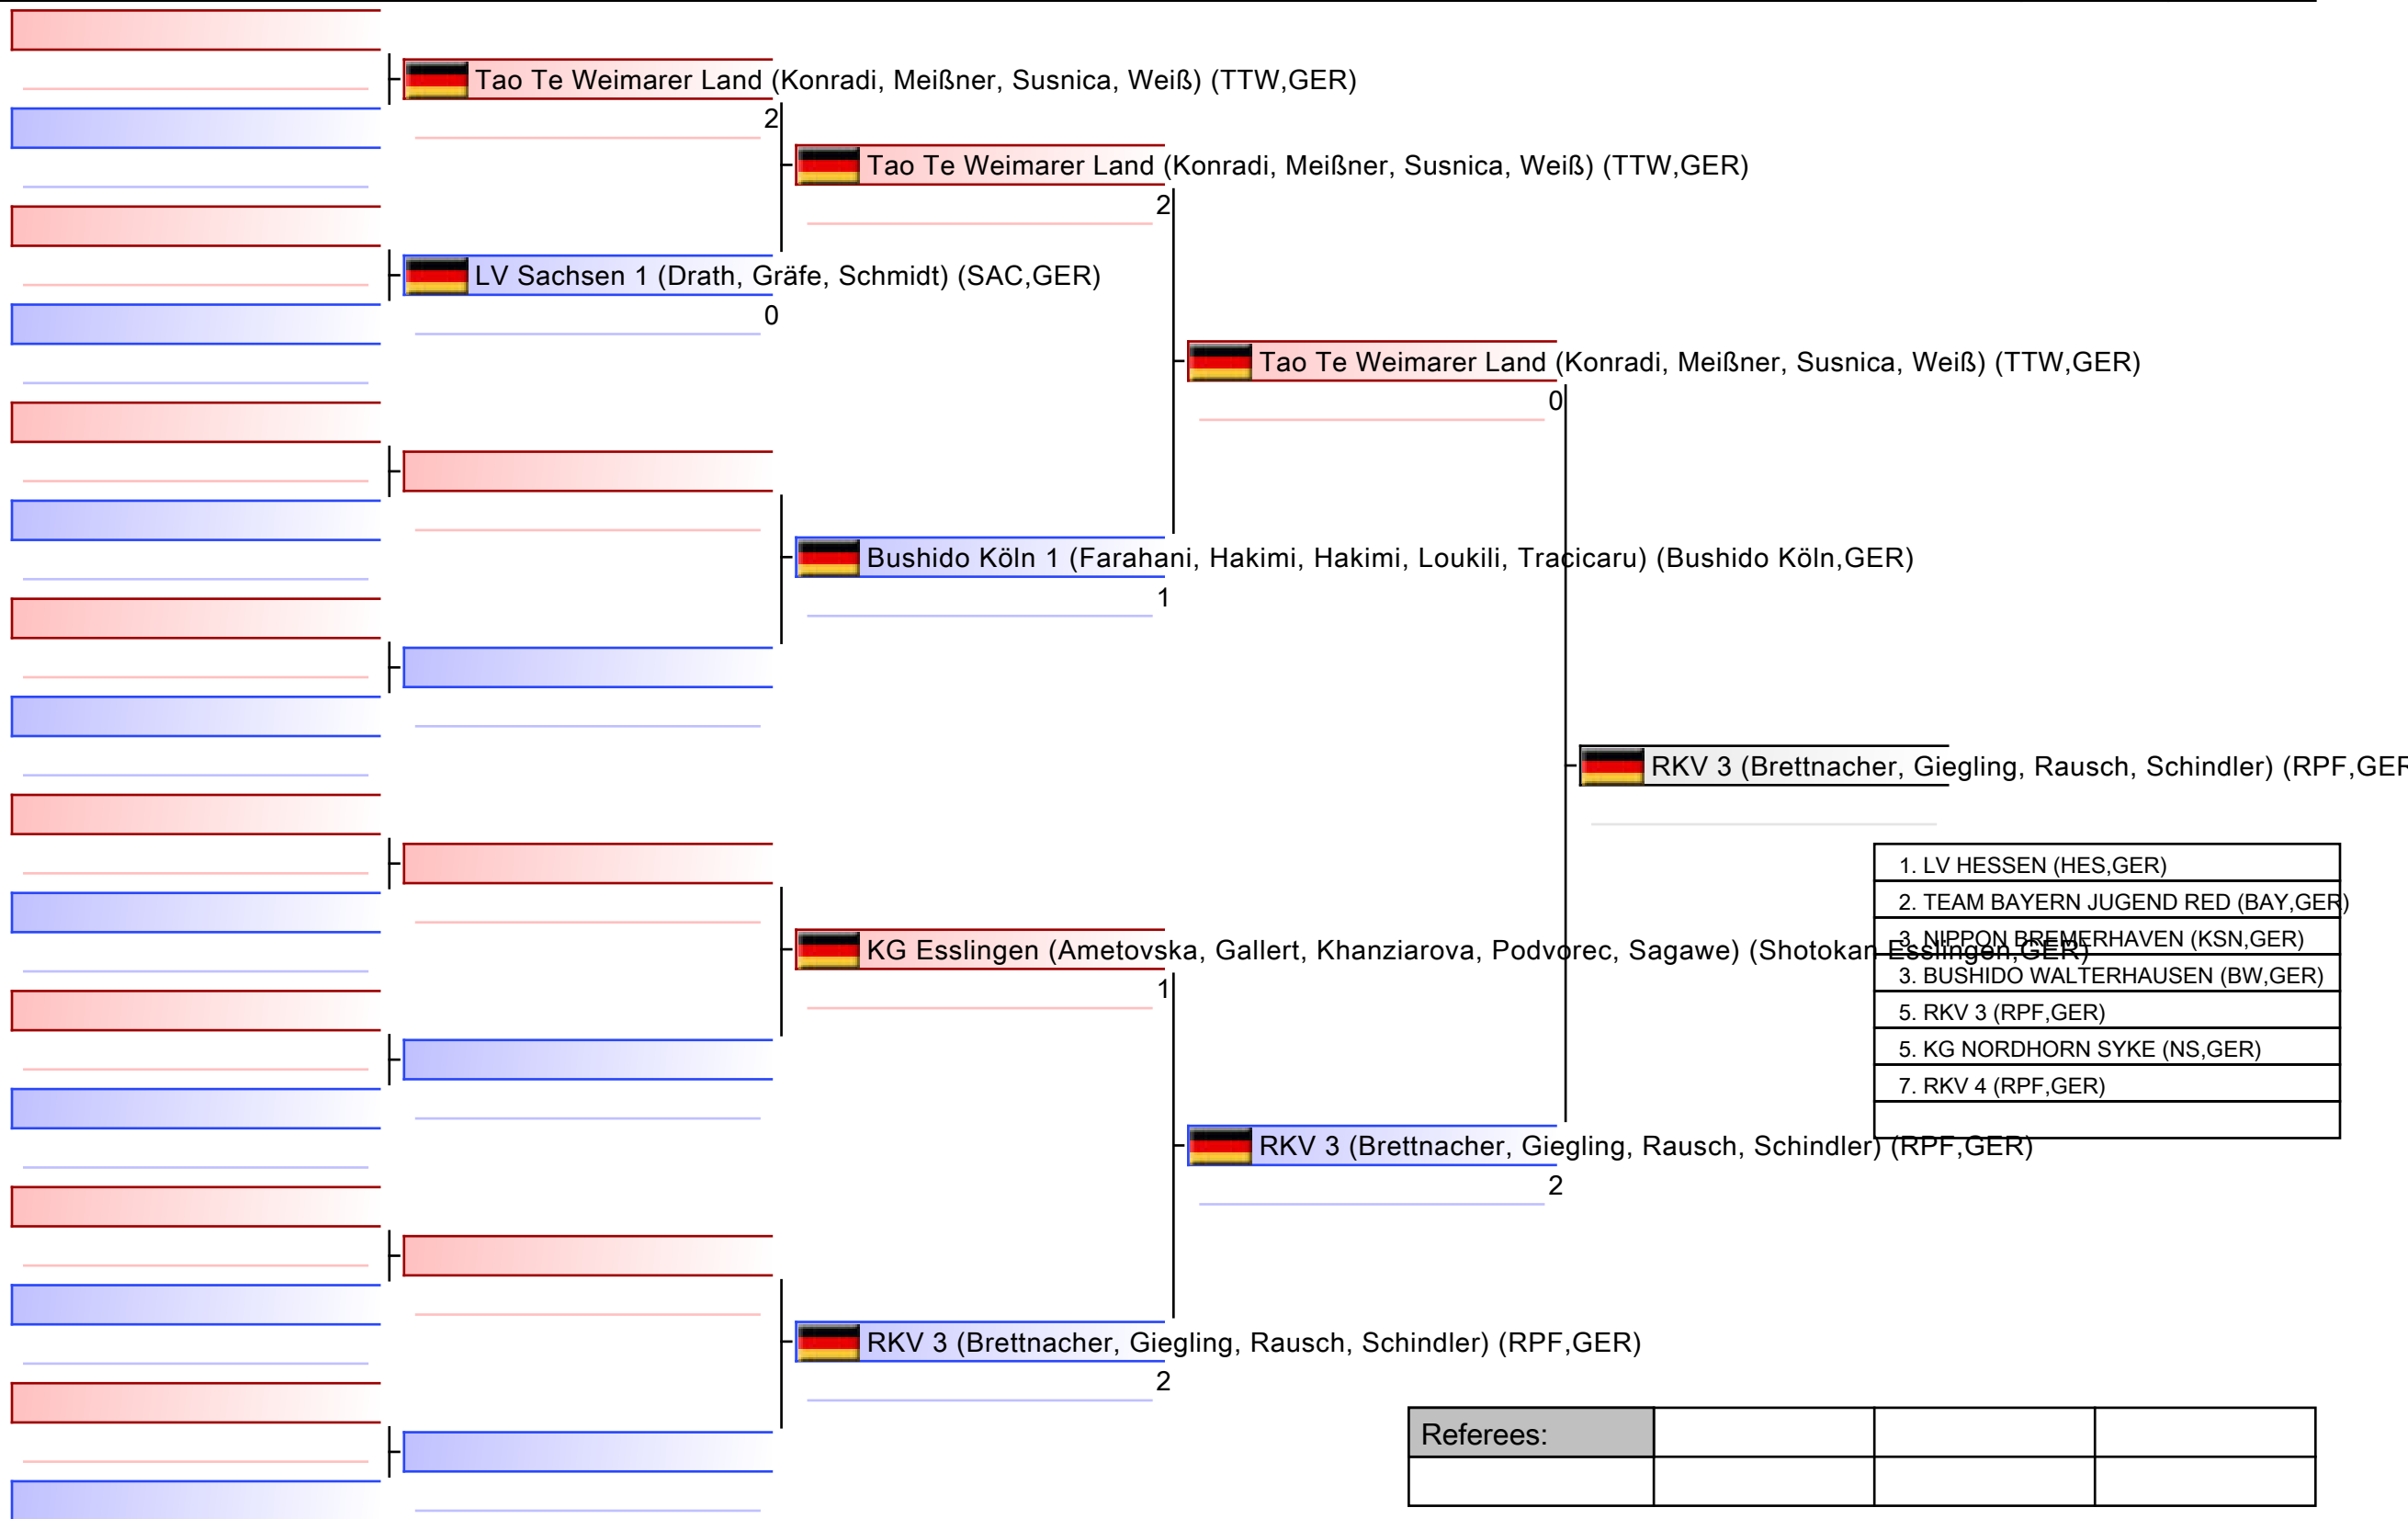 Tao Te Weimarer Land (Konradi, Meißner, Susnica, Weiß) (TTW,GER)
2
Tao Te Weimarer Land (Konradi, Meißner, Susnica, Weiß) (TTW,GER)
2
LV Sachsen 1 (Drath, Gräfe, Schmidt) (SAC,GER)
0
Tao Te Weimarer Land (Konradi, Meißner, Susnica, Weiß) (TTW,GER)
0
Bushido Köln 1 (Farahani, Hakimi, Hakimi, Loukili, Tracicaru) (Bushido Köln,GER)
1
RKV 3 (Brettnacher, Giegling, Rausch, Schindler) (RPF,GER
1. LV HESSEN (HES,GER)
2. TEAM BAYERN JUGEND RED (BAY,GER)
3. NIPPON BREMERHAVEN (KSN,GER)
KG Esslingen (Ametovska, Gallert, Khanziarova, Podvorec, Sagawe) (Shotokan Esslingen,GER)
3. BUSHIDO WALTERHAUSEN (BW,GER)
1
5. RKV 3 (RPF,GER)
5. KG NORDHORN SYKE (NS,GER)
7. RKV 4 (RPF,GER)
RKV 3 (Brettnacher, Giegling, Rausch, Schindler) (RPF,GER)
2
RKV 3 (Brettnacher, Giegling, Rausch, Schindler) (RPF,GER)
2
Referees: